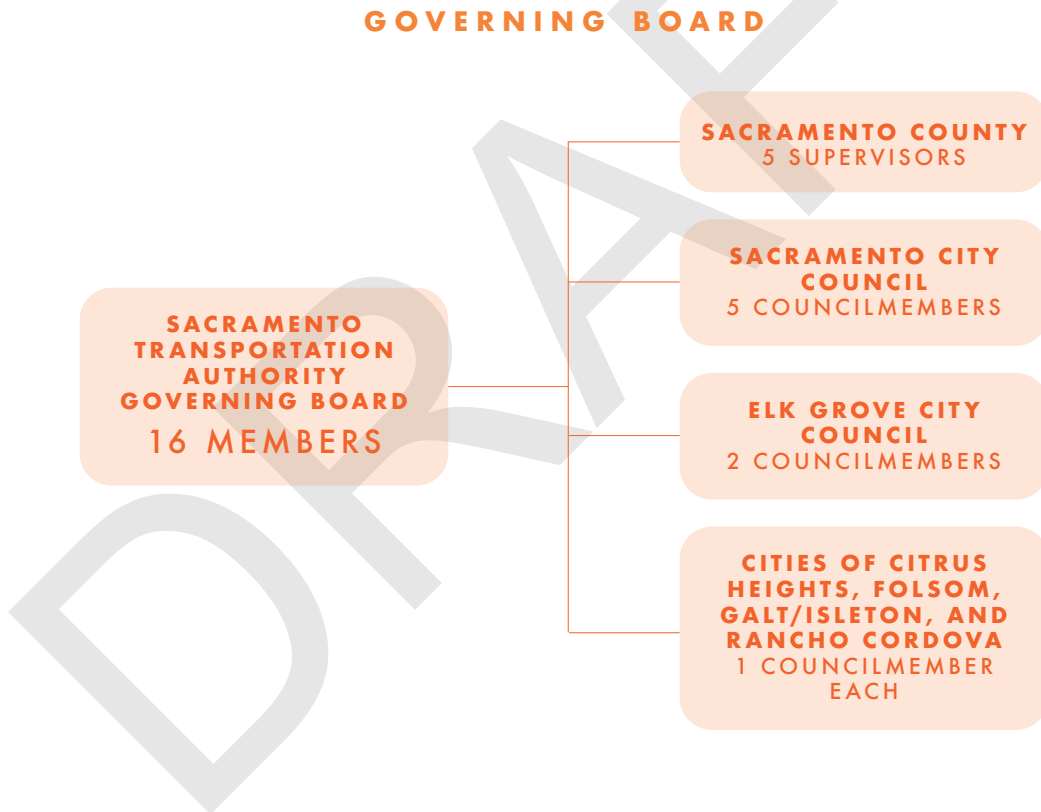 GOVERNING BOARD
SACRAMENTO
TRANSPORTATION
AUTHORITY
GOVERNING BOARD
16 MEMBERS
SACRAMENTO COUNTY
5 SUPERVISORS
SACRAMENTO CITY
COUNCIL
5 COUNCILMEMBERS
ELK GROVE CITY
COUNCIL
2 COUNCILMEMBERS
CITIES OF CITRUS
HEIGHTS, FOLSOM,
GALT/ISLETON, AND
RANCHO CORDOVA
1 COUNCILMEMBER
EACH
DRAF